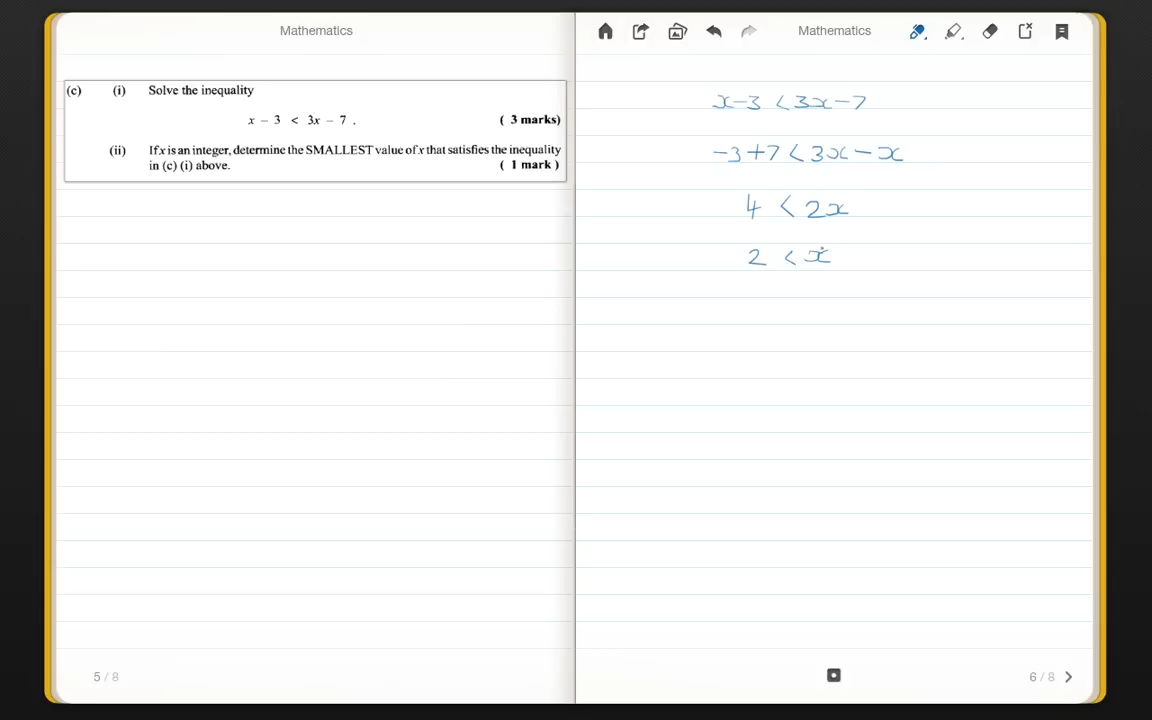 Mathematics
(c) (i) Solve the inequality
x – 3 < 3x – 7 . ( 3 marks)
(ii) If x is an integer, determine the SMALLEST value of x that satisfies the inequality
in (c) (i) above. ( 1 mark )
5 / 8
Mathematics
x-3 < 3x-7
-3+7 < 3x-x
4 < 2x
2 < x
6 / 8